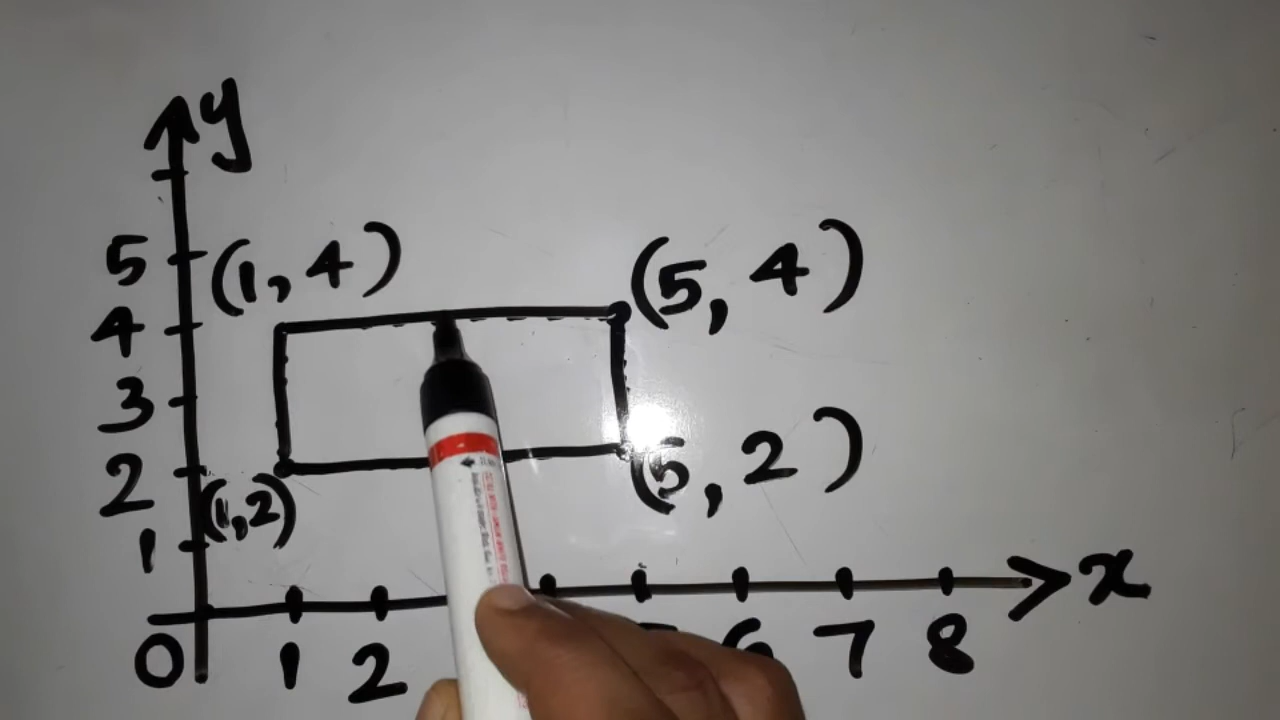 y
5 (1, 4) (5, 4)
4
3
2 (1,2) (5, 2)
1
x
0 1 2 6 7 8